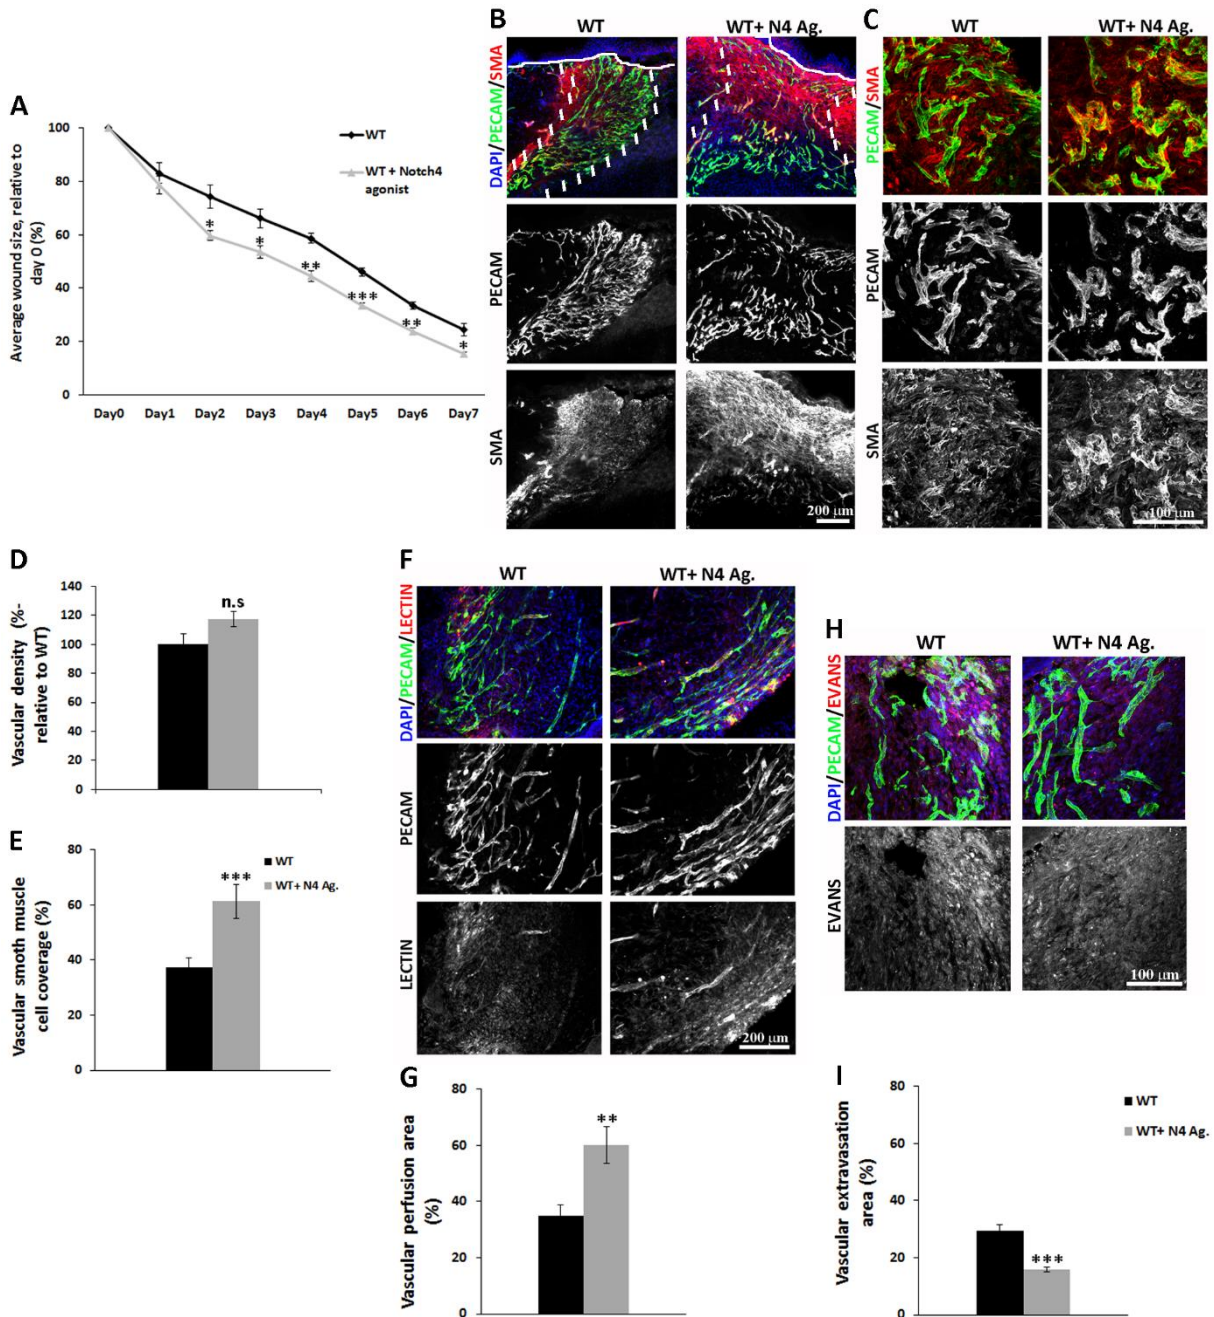 A
Average wound size, relative to
day 0 (%)
100
80
60
40
20
0
Day0 Day1 Day2 Day3 Day4 Day5 Day6 Day7
WT
WT + Notch4
agonist
*
*
**
***
**
*
B
WT
WT+ N4 Ag.
DAPI/PECAM/SMA
PECAM
SMA
200 μm
C
WT
WT+ N4 Ag.
PECAM/SMA
PECAM
SMA
100 μm
D
Vascular density (%-
relative to WT)
140
120
100
80
60
40
20
0
n.s
E
Vascular smoth muscle
cell coverage (%)
80
60
40
20
0
***
WT
WT+ N4 Ag.
F
WT
WT+ N4 Ag.
DAPI/PECAM/LECTIN
PECAM
LECTIN
200 μm
G
Vascular perfusion area
(%)
80
60
40
20
0
**
H
WT
WT+ N4 Ag.
DAPI/PECAM/EVANS
EVANS
100 μm
I
Vascular extravasation
area (%)
80
60
40
20
0
***
WT
WT+ N4 Ag.